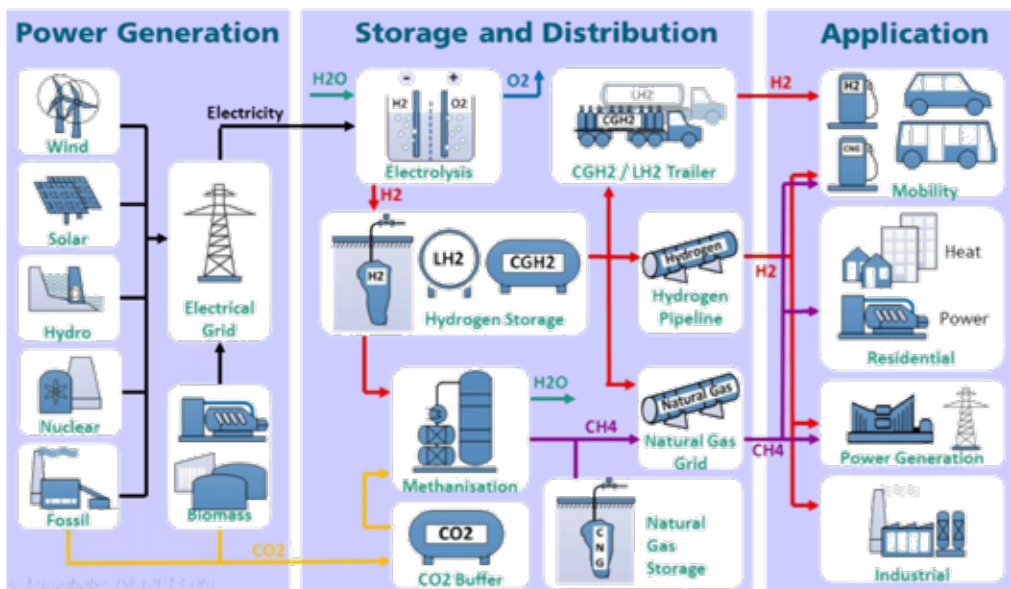 Power Generation
Storage and Distribution
Application
Wind
Solar
Hydro
Nuclear
Fossil
Electricity
Electrical
Grid
Biomass
CO2
H2O
O2
H2
O2
Electrolysis
H2
LH2
CGH2
CGH2 / LH2 Trailer
H2
LH2
CGH2
Hydrogen Storage
Hydrogen
Hydrogen
Pipeline
H2
H2O
Methanisation
CH4
Natural Gas
Natural Gas
Grid
CH4
CO2
CO2 Buffer
CNG
Natural
Gas
Storage
H2
H2
CNG
Mobility
Heat
Power
Residential
Power Generation
Industrial